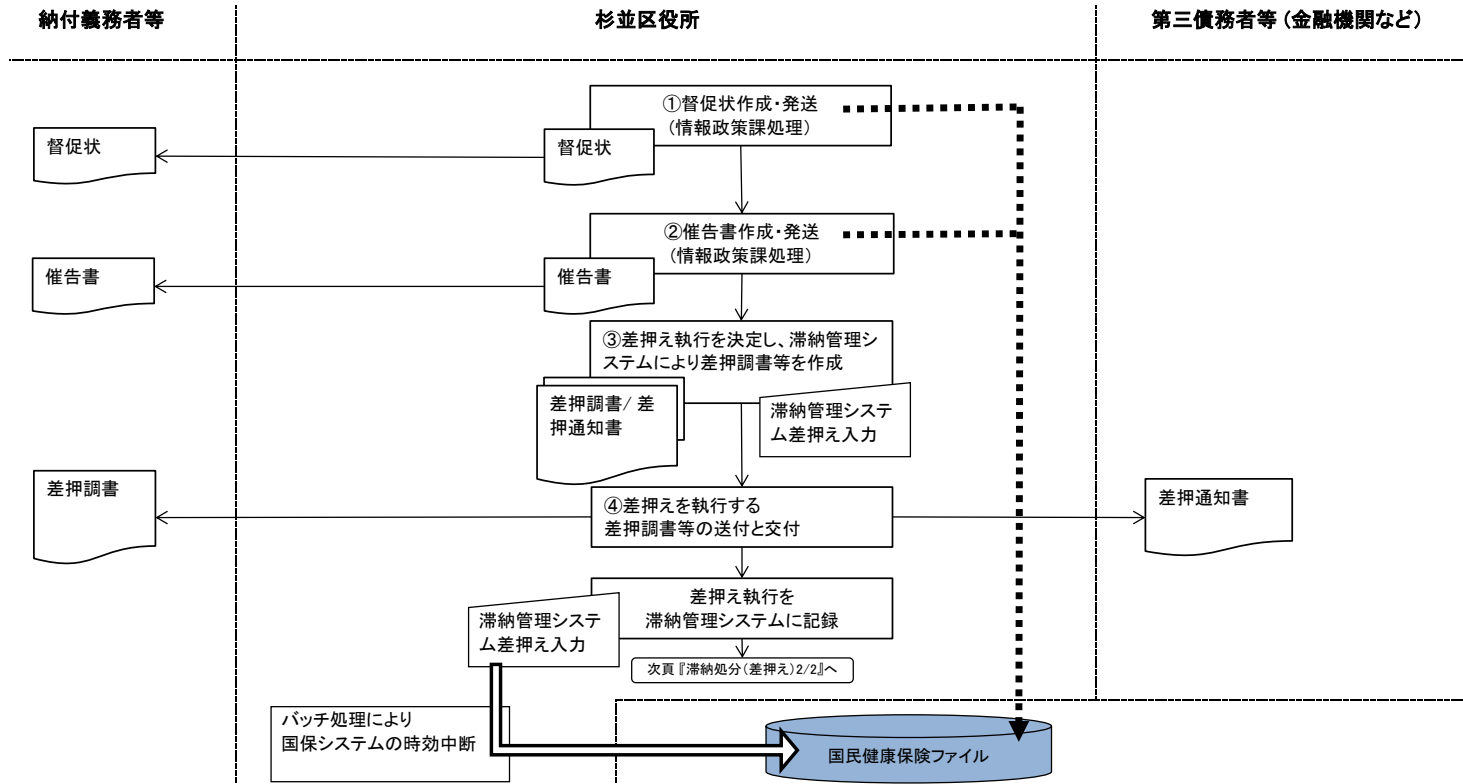 納付義務者等
杉並区役所
第三債務者等（金融機関など）
①督促状作成・発送
（情報政策課処理）
督促状
督促状
②催告書作成・発送
（情報政策課処理）
催告書
催告書
③差押え執行を決定し、滞納管理シ
ステムにより差押調書等を作成
差押調書/ 差
押通知書
滞納管理システ
ム差押え入力
差押調書
④差押えを執行する
差押調書等の送付と交付
差押通知書
差押え執行を
滞納管理システムに記録
滞納管理システ
ム差押え入力
次頁『滞納処分（差押え）2/2』へ
バッチ処理により
国保システムの時効中断
国民健康保険ファイル